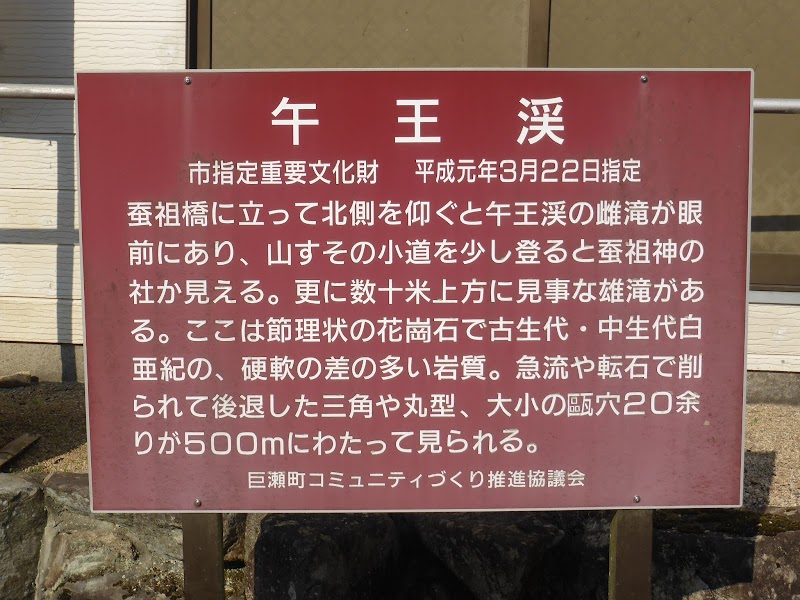 午王渓
市指定重要文化財 平成元年3月22日指定
蚕祖橋に立って北側を仰ぐと午王渓の雌滝が眼
前にあり、山すその小道を少し登ると蚕祖神の
社か見える。更に数十米上方に見事な雄滝があ
る。ここは節理状の花崗石で古生代・中生代白
亜紀の、硬軟の差の多い岩質。急流や転石で削
られて後退した三角や丸型、大小の甌穴20余
りが500mにわたって見られる。
巨瀬町コミュニティづくり推進協議会